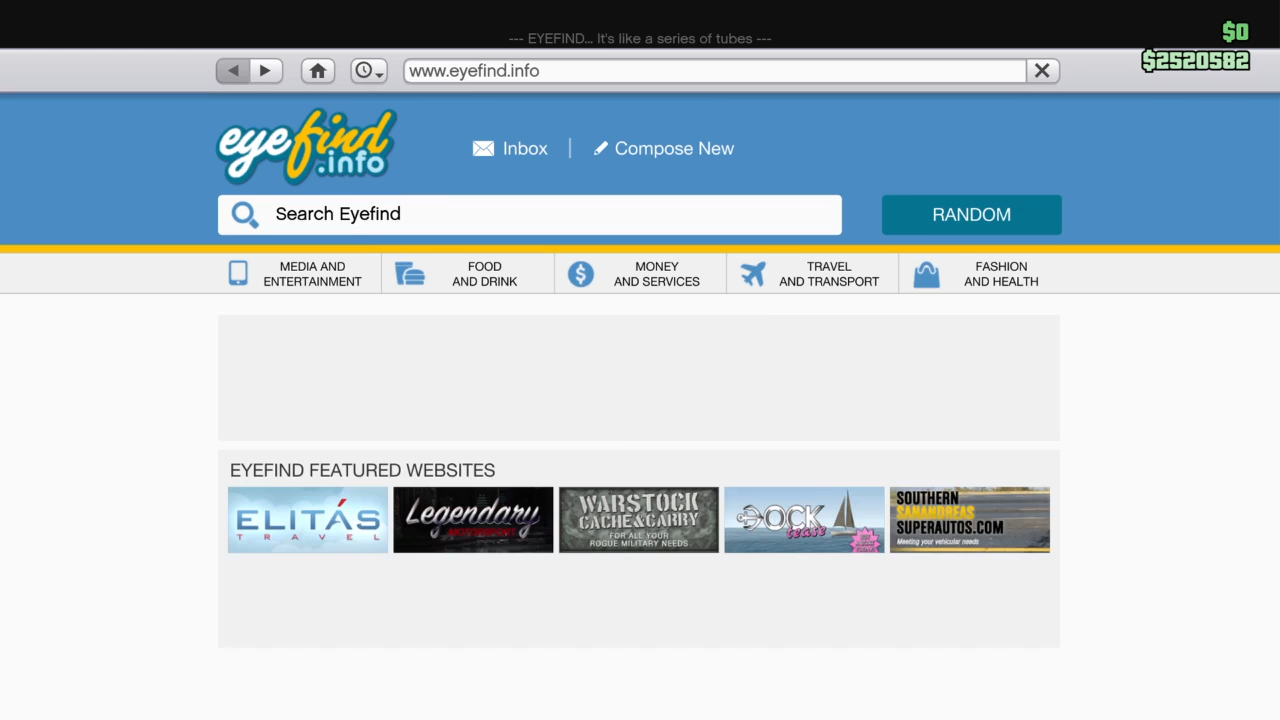 --- EYEFIND... It's like a series of tubes ---
$0
$2520582
www.eyefind.info
eyefind
.info
Inbox
Compose New
Search Eyefind
RANDOM
MEDIA AND
ENTERTAINMENT
FOOD
AND DRINK
MONEY
AND SERVICES
TRAVEL
AND TRANSPORT
FASHION
AND HEALTH
EYEFIND FEATURED WEBSITES
ELITÁS
TRAVEL
Legendary
MOTORSPORT
WARSTOCK
CACHE&CARRY
FOR ALL YOUR
ROGUE MILITARY NEEDS
DOCK
tease
SOUTHERN
SANANDREAS
SUPERAUTOS.COM
Meeting your vehicular needs